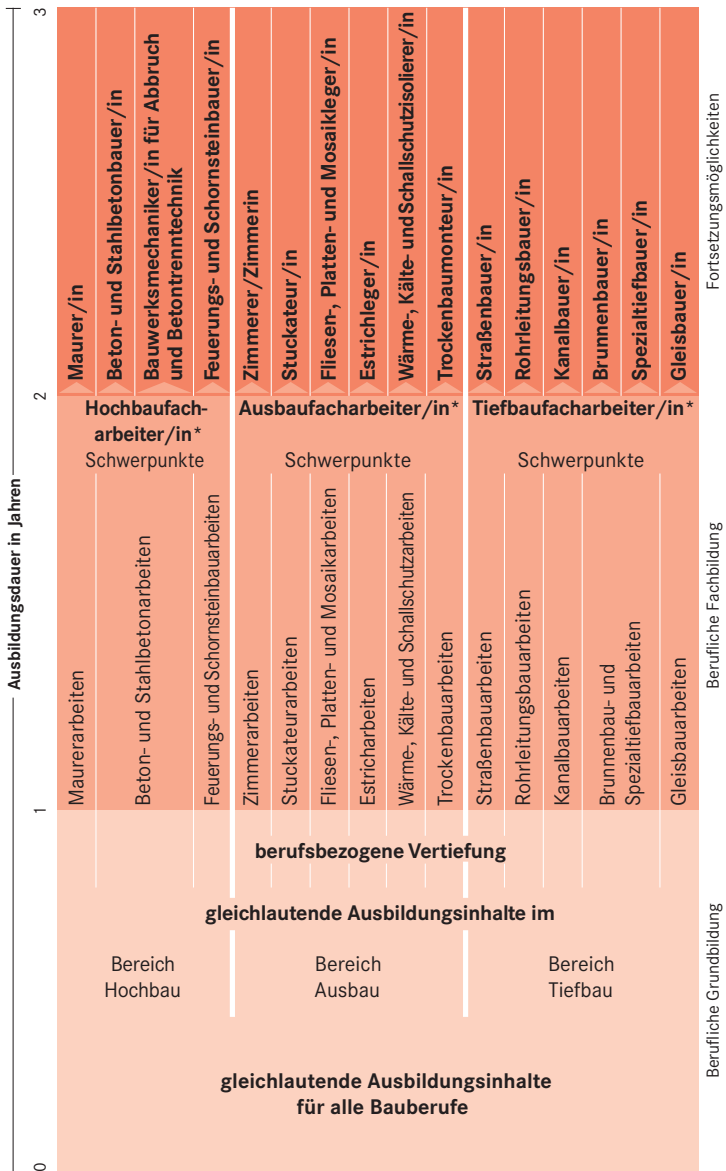 Ausbildungsdauer in Jahren
3
2
1
0
Maurer/in
Beton- und Stahlbetonbauer/in
Bauwerksmechaniker/in für Abbruch
und Betontrenntechnik
Feuerungs- und Schornsteinbauer/in
Zimmerer/Zimmerin
Stuckateur/in
Fliesen-, Platten- und Mosaikleger/in
Estrichleger/in
Wärme-, Kälte- und Schallschutzisolierer/in
Trockenbaumonteur/in
Straßenbauer/in
Rohrleitungsbauer/in
Kanalbauer/in
Brunnenbauer/in
Spezialtiefbauer/in
Gleisbauer/in
Fortsetzungsmöglichkeiten
Hochbaufach-
arbeiter/in*
Schwerpunkte
Ausbaufacharbeiter/in*
Schwerpunkte
Tiefbaufacharbeiter/in*
Schwerpunkte
Maurerarbeiten
Beton- und Stahlbetonarbeiten
Feuerungs- und Schornsteinbauarbeiten
Zimmerarbeiten
Stuckateurarbeiten
Fliesen-, Platten- und Mosaikarbeiten
Estricharbeiten
Wärme-, Kälte- und Schallschutzarbeiten
Trockenbauarbeiten
Straßenbauarbeiten
Rohrleitungsbauarbeiten
Kanalbauarbeiten
Brunnenbau- und
Spezialtiefbauarbeiten
Gleisbauarbeiten
Berufliche Fachbildung
berufsbezogene Vertiefung
gleichlautende Ausbildungsinhalte im
Bereich
Hochbau
Bereich
Ausbau
Bereich
Tiefbau
gleichlautende Ausbildungsinhalte
für alle Bauberufe
Berufliche Grundbildung